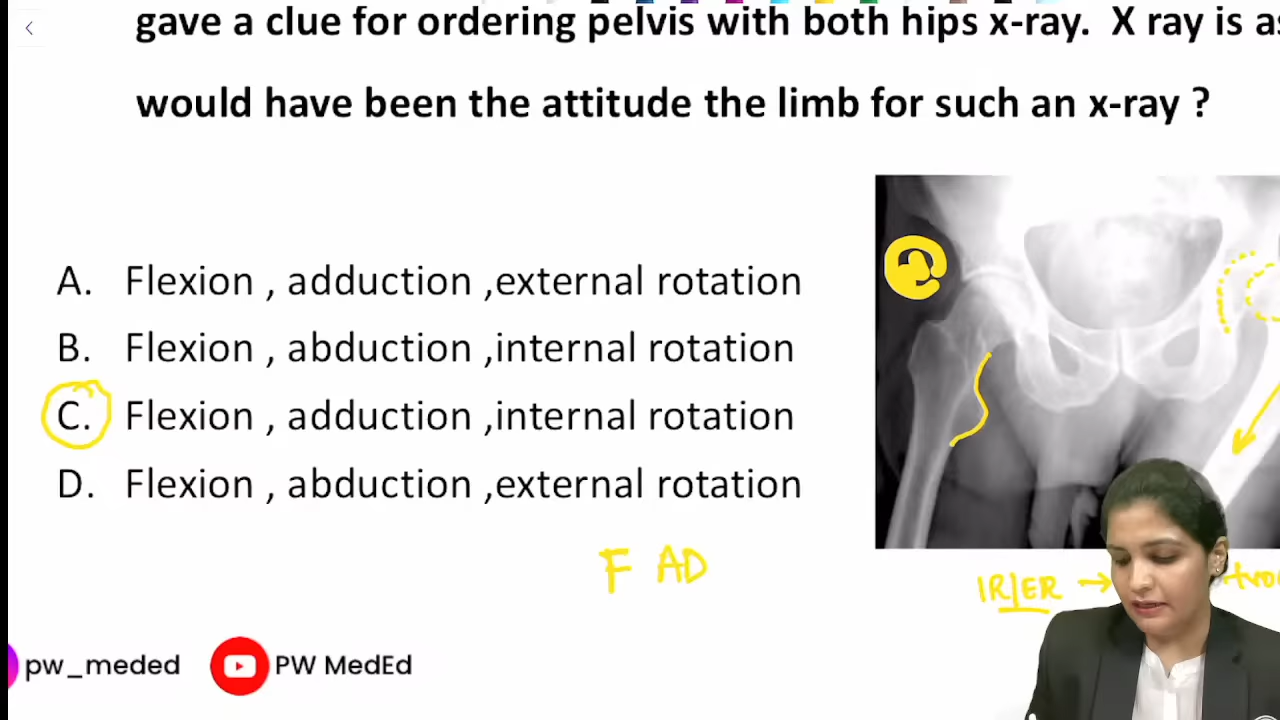 gave a clue for ordering pelvis with both hips x-ray. X ray is as
would have been the attitude the limb for such an x-ray ?
A. Flexion , adduction ,external rotation
B. Flexion , abduction ,internal rotation
C. Flexion , adduction ,internal rotation
D. Flexion , abduction ,external rotation
F AD
IR/ER →
pw_meded PW MedEd